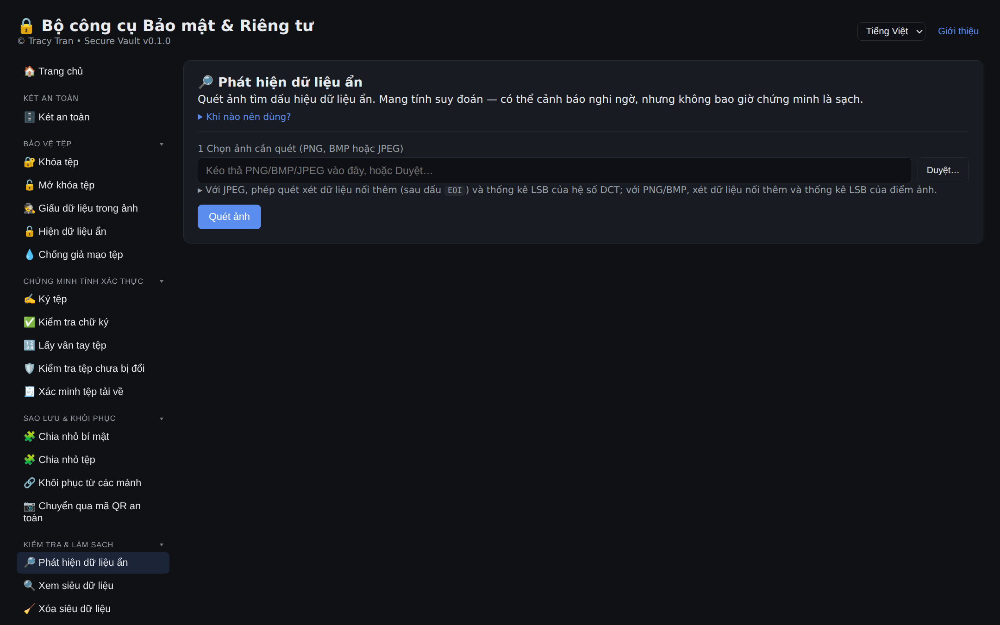 🔒 Bộ công cụ Bảo mật & Riêng tư
© Tracy Tran • Secure Vault v0.1.0
Tiếng Việt
Giới thiệu
🏠 Trang chủ
KÉT AN TOÀN
🗄️ Két an toàn
BẢO VỆ TỆP ▾
🔐 Khóa tệp
🔓 Mở khóa tệp
🕵️ Giấu dữ liệu trong ảnh
🔓 Hiện dữ liệu ẩn
💧 Chống giả mạo tệp
CHỨNG MINH TÍNH XÁC THỰC ▾
✍️ Ký tệp
✅ Kiểm tra chữ ký
🔢 Lấy vân tay tệp
🛡️ Kiểm tra tệp chưa bị đổi
🧾 Xác minh tệp tải về
SAO LƯU & KHÔI PHỤC ▾
🧩 Chia nhỏ bí mật
🧩 Chia nhỏ tệp
🔗 Khôi phục từ các mảnh
📷 Chuyển qua mã QR an
toàn
KIỂM TRA & LÀM SẠCH ▾
🔎 Phát hiện dữ liệu ẩn
🔍 Xem siêu dữ liệu
🧹 Xóa siêu dữ liệu
🔎 Phát hiện dữ liệu ẩn
Quét ảnh tìm dấu hiệu dữ liệu ẩn. Mang tính suy đoán — có thể cảnh báo nghi ngờ, nhưng không bao giờ chứng minh là sạch.
▶ Khi nào nên dùng?
1 Chọn ảnh cần quét (PNG, BMP hoặc JPEG)
Kéo thả PNG/BMP/JPEG vào đây, hoặc Duyệt…
Duyệt…
▸ Với JPEG, phép quét xét dữ liệu nối thêm (sau dấu EOI) và thống kê LSB của hệ số DCT; với PNG/BMP, xét dữ liệu nối thêm và thống kê LSB của điểm ảnh.
Quét ảnh